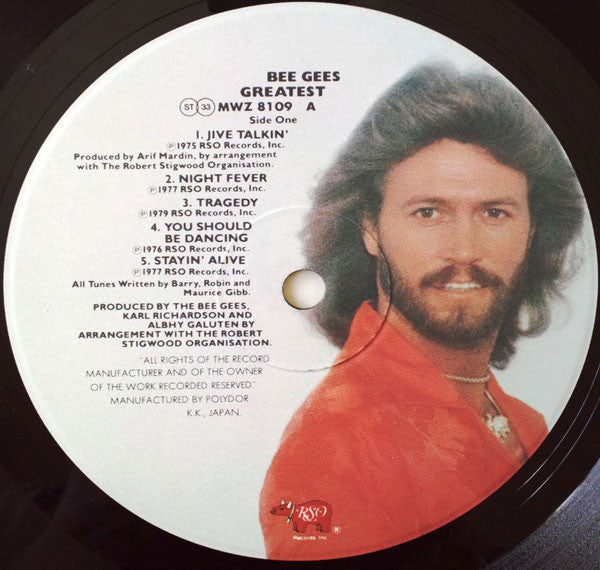 BEE GEES
GREATEST
ST 33 MWZ 8109 A
Side One
1. JIVE TALKIN'
℗1975 RSO Records, Inc.
Produced by Arif Mardin, by arrangement
with The Robert Stigwood Organisation.
2. NIGHT FEVER
℗1977 RSO Records, Inc.
3. TRAGEDY
℗1979 RSO Records, Inc.
4. YOU SHOULD
BE DANCING
℗1976 RSO Records, Inc.
5. STAYIN' ALIVE
℗1977 RSO Records, Inc.
All Tunes Written by Barry, Robin and
Maurice Gibb.
PRODUCED BY THE BEE GEES,
KARL RICHARDSON AND
ALBHY GALUTEN BY
ARRANGEMENT WITH THE ROBERT
STIGWOOD ORGANISATION.
"ALL RIGHTS OF THE RECORD
MANUFACTURER AND OF THE OWNER
OF THE WORK RECORDED RESERVED."
MANUFACTURED BY POLYDOR
K.K., JAPAN.
RSO ®
Records Inc